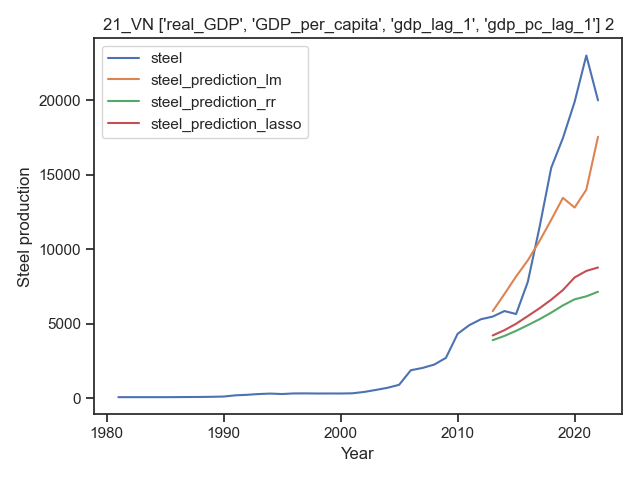 21_VN ['real_GDP', 'GDP_per_capita', 'gdp_lag_1', 'gdp_pc_lag_1'] 2
steel
steel_prediction_lm
steel_prediction_rr
steel_prediction_lasso
Steel production
20000
15000
10000
5000
0
1980
1990
2000
2010
2020
Year